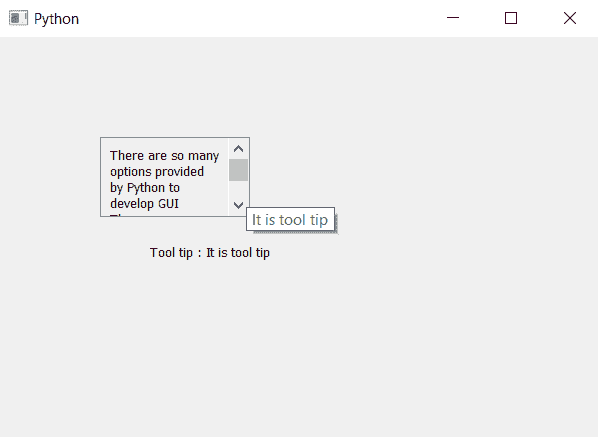 Python
There are so many
options provided
by Python to
develop GUI
It is tool tip
Tool tip : It is tool tip